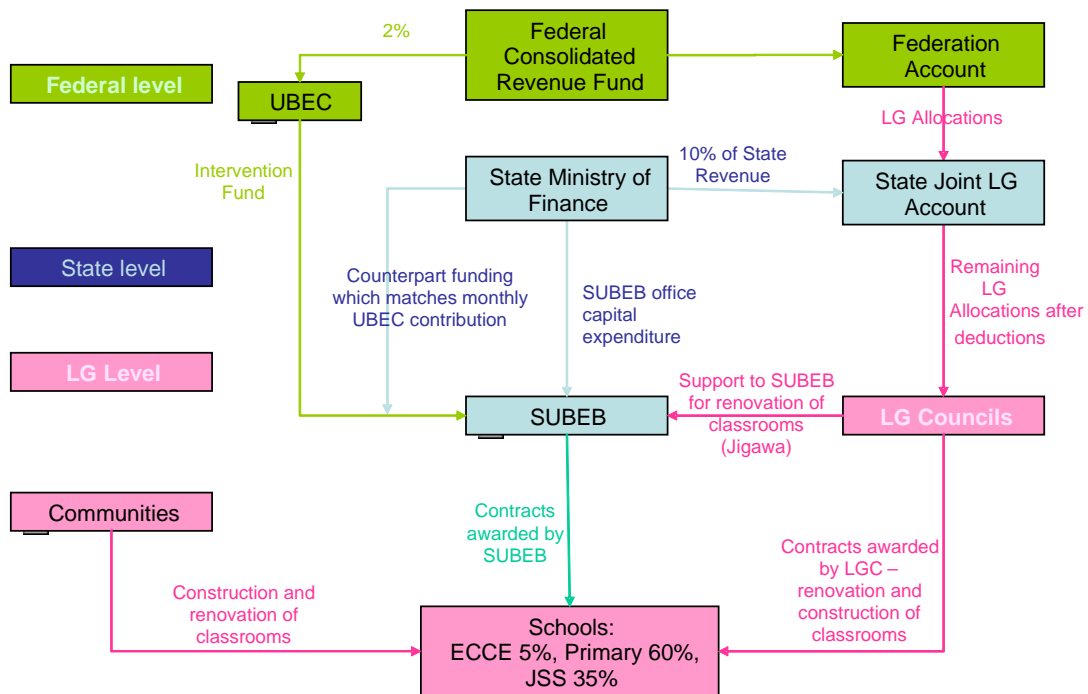 2%
Federal
Consolidated
Revenue Fund
Federation
Account
Federal level
UBEC
LG Allocations
Intervention
Fund
State Ministry of
Finance
10% of State
Revenue
State Joint LG
Account
State level
Counterpart funding
which matches monthly
UBEC contribution
SUBEB office
capital
expenditure
Remaining
LG
Allocations after
deductions
LG Level
SUBEB
Support to SUBEB
for renovation of
classrooms
(Jigawa)
LG Councils
Communities
Contracts
awarded by
SUBEB
Contracts awarded
by LGC –
renovation and
construction of
classrooms
Construction and
renovation of
classrooms
Schools:
ECCE 5%, Primary 60%,
JSS 35%